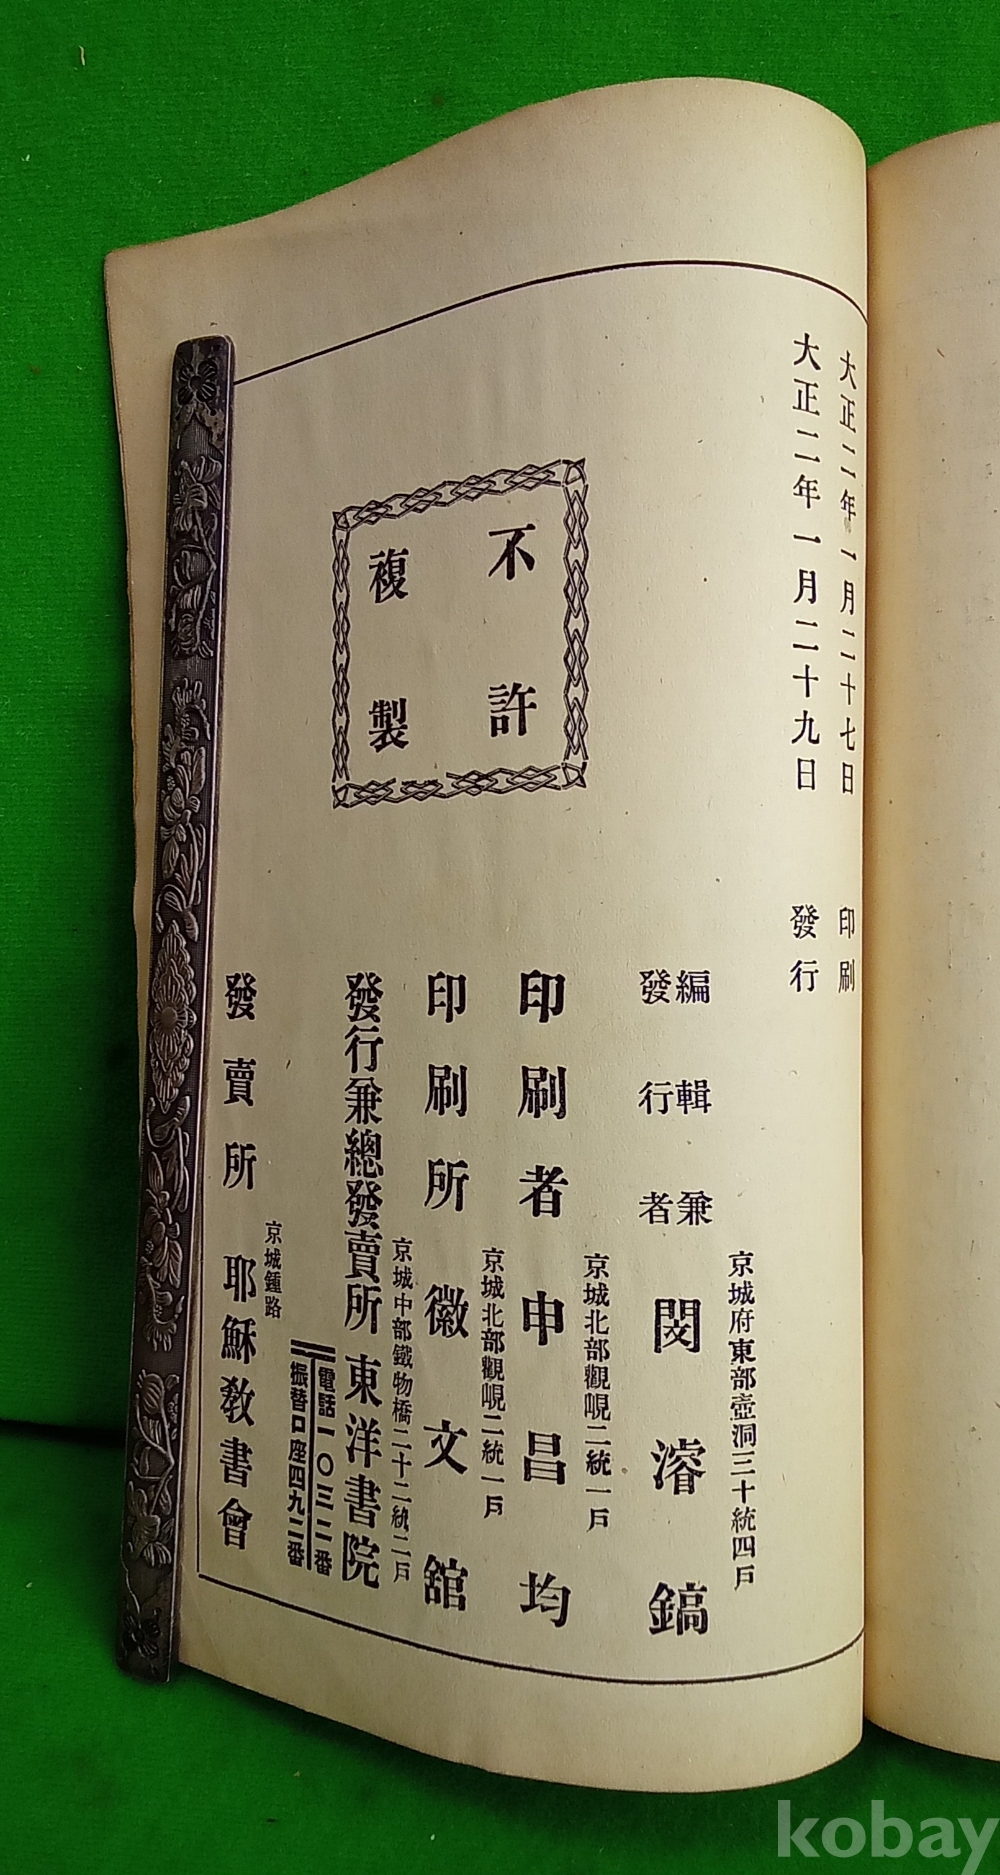 大正二年一月二十七日 印刷
大正二年一月二十九日 發行
不許
複製
京城府東部壺洞三十統四戶
編輯兼
發行者 閔濬鎬
京城北部觀峴二統一戶
印刷者 申昌均
京城北部觀峴二統一戶
印刷所 徽文舘
京城中部鐵物橋二十二統二戶
發行兼總發賣所 東洋書院
電話一〇三二番
振替口座四九二番
京城鍾路
發賣所 耶穌敎書會
kobay